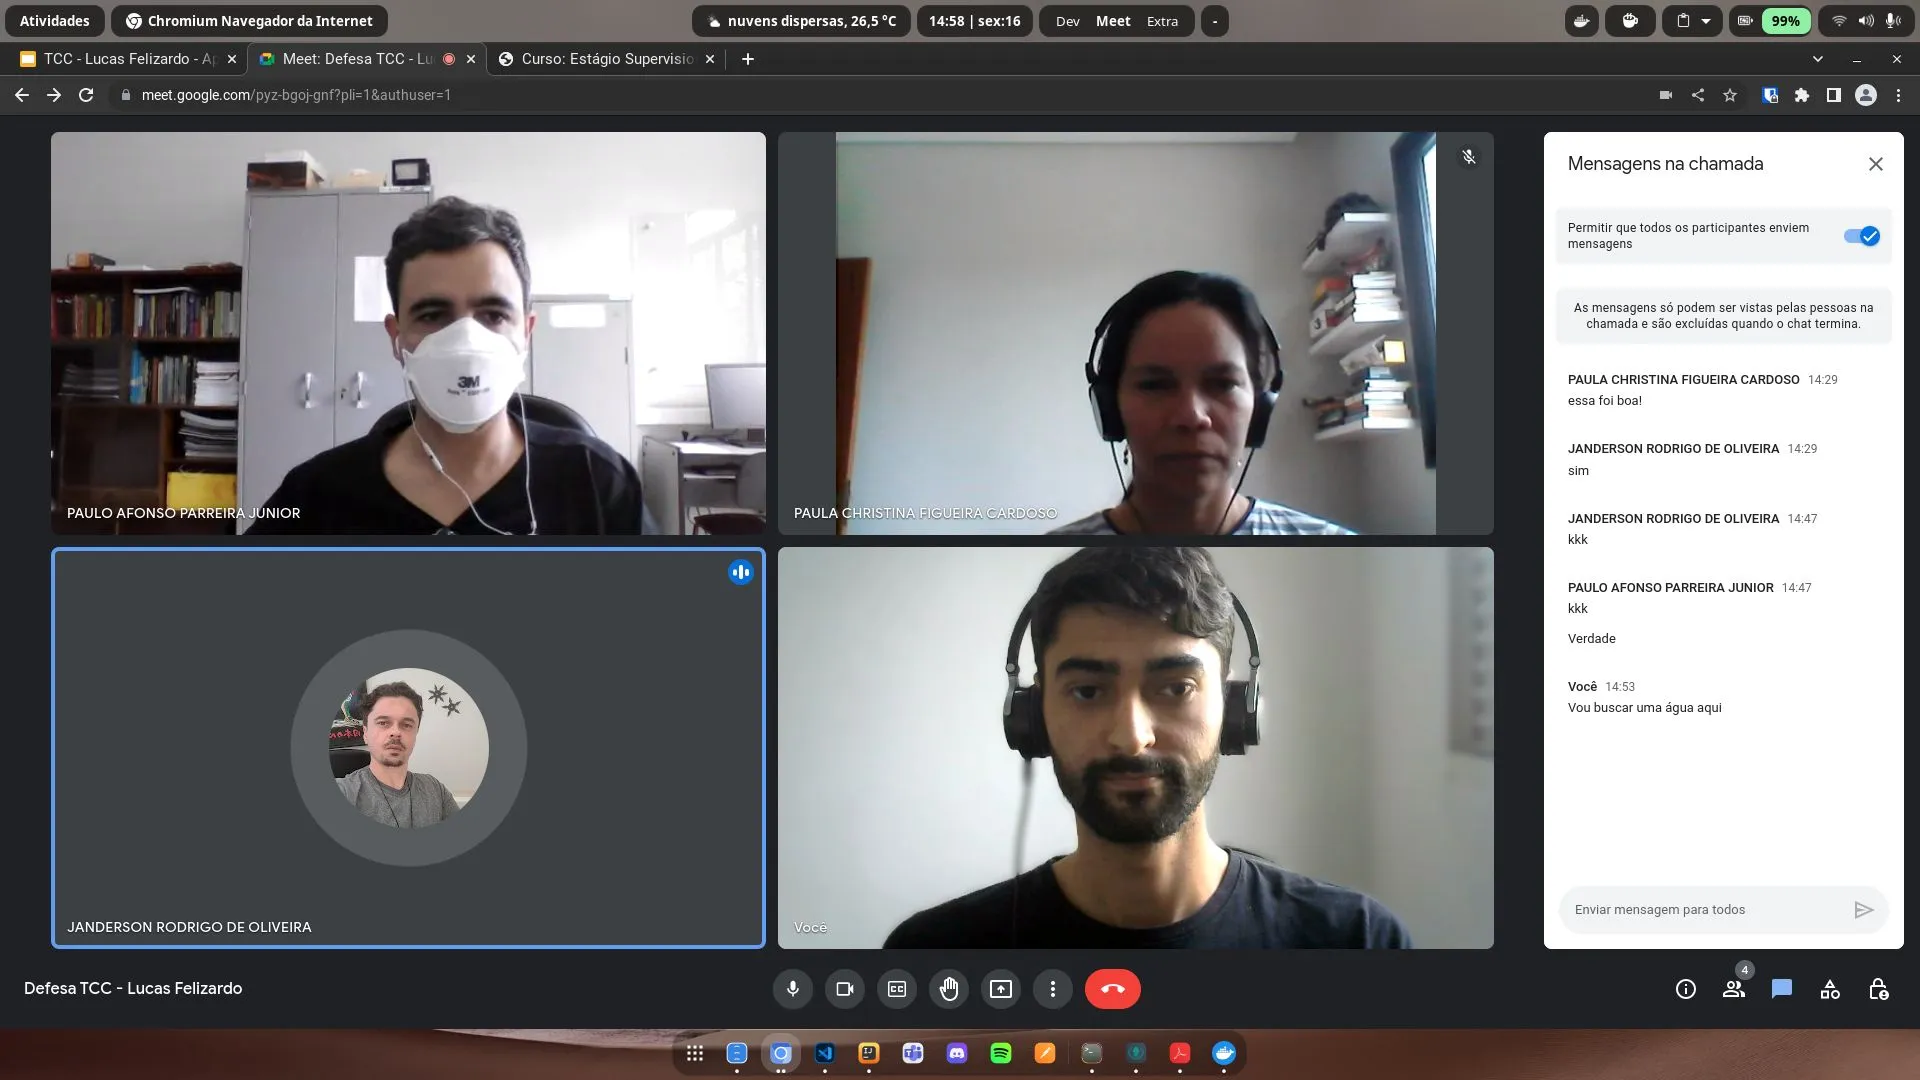 Atividades
Chromium Navegador da Internet
nuvens dispersas, 26,5 °C
14:58 | sex:16
Dev Meet Extra
-
99%
TCC - Lucas Felizardo - Ap
Meet: Defesa TCC - Lu
Curso: Estágio Supervisio
meet.google.com/pyz-bgoj-gnf?pli=1&authuser=1
3M
PAULO AFONSO PARREIRA JUNIOR
PAULA CHRISTINA FIGUEIRA CARDOSO
JANDERSON RODRIGO DE OLIVEIRA
Você
Mensagens na chamada
Permitir que todos os participantes enviem
mensagens
As mensagens só podem ser vistas pelas pessoas na
chamada e são excluídas quando o chat termina.
PAULA CHRISTINA FIGUEIRA CARDOSO 14:29
essa foi boa!
JANDERSON RODRIGO DE OLIVEIRA 14:29
sim
JANDERSON RODRIGO DE OLIVEIRA 14:47
kkk
PAULO AFONSO PARREIRA JUNIOR 14:47
kkk
Verdade
Você 14:53
Vou buscar uma água aqui
Enviar mensagem para todos
Defesa TCC - Lucas Felizardo
4